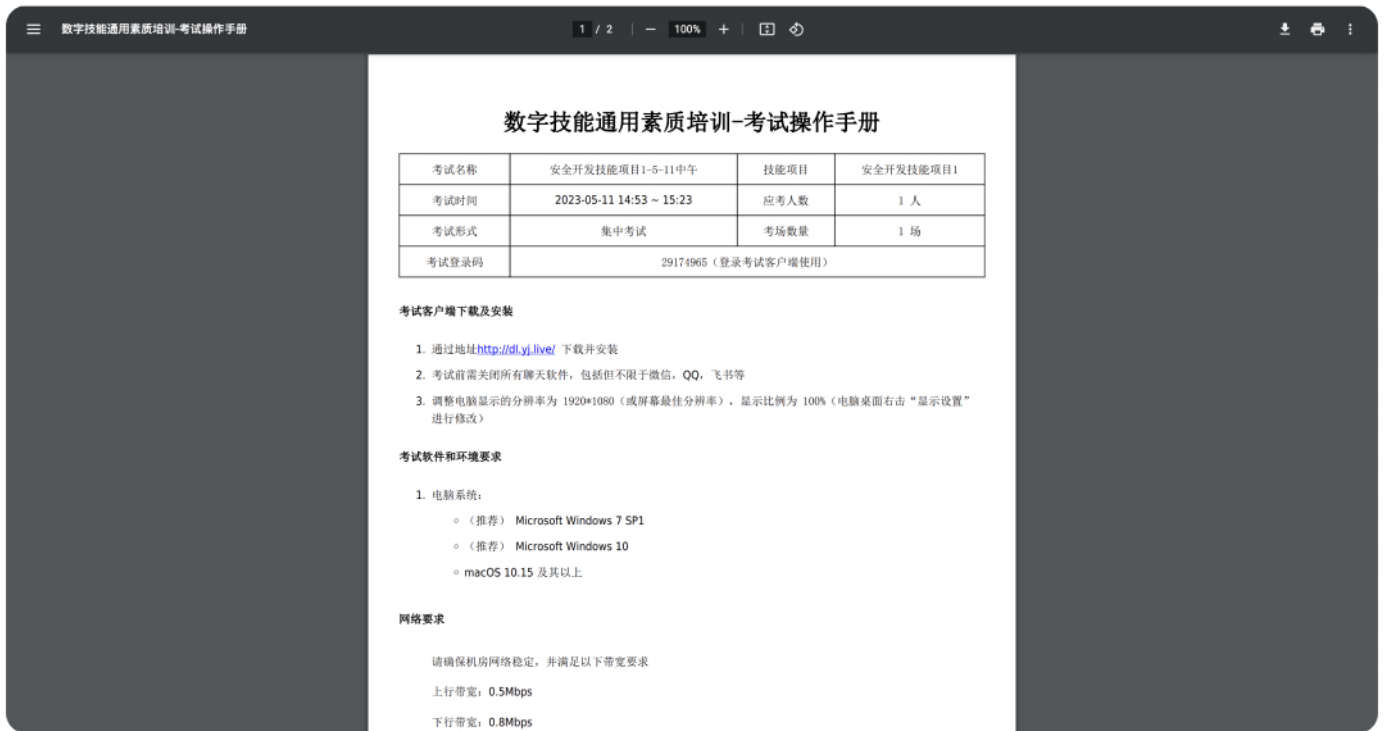 数字技能通用素质培训-考试操作手册
1 / 2
100%
数字技能通用素质培训-考试操作手册
考试名称 安全开发技能项目1-5-11中午 技能项目 安全开发技能项目1
考试时间 2023-05-11 14:53 ~ 15:23 应考人数 1 人
考试形式 集中考试 考场数量 1 场
考试登录码 29174965（登录考试客户端使用）
考试客户端下载及安装
1. 通过地址http://dl.yj.live/ 下载并安装
2. 考试前需关闭所有聊天软件，包括但不限于微信，QQ，飞书等
3. 调整电脑显示的分辨率为 1920*1080（或屏幕最佳分辨率），显示比例为 100%（电脑桌面右击“显示设置”
进行修改）
考试软件和环境要求
1. 电脑系统：
（推荐） Microsoft Windows 7 SP1
（推荐） Microsoft Windows 10
macOS 10.15 及其以上
网络要求
请确保机房网络稳定，并满足以下带宽要求
上行带宽：0.5Mbps
下行带宽：0.8Mbps